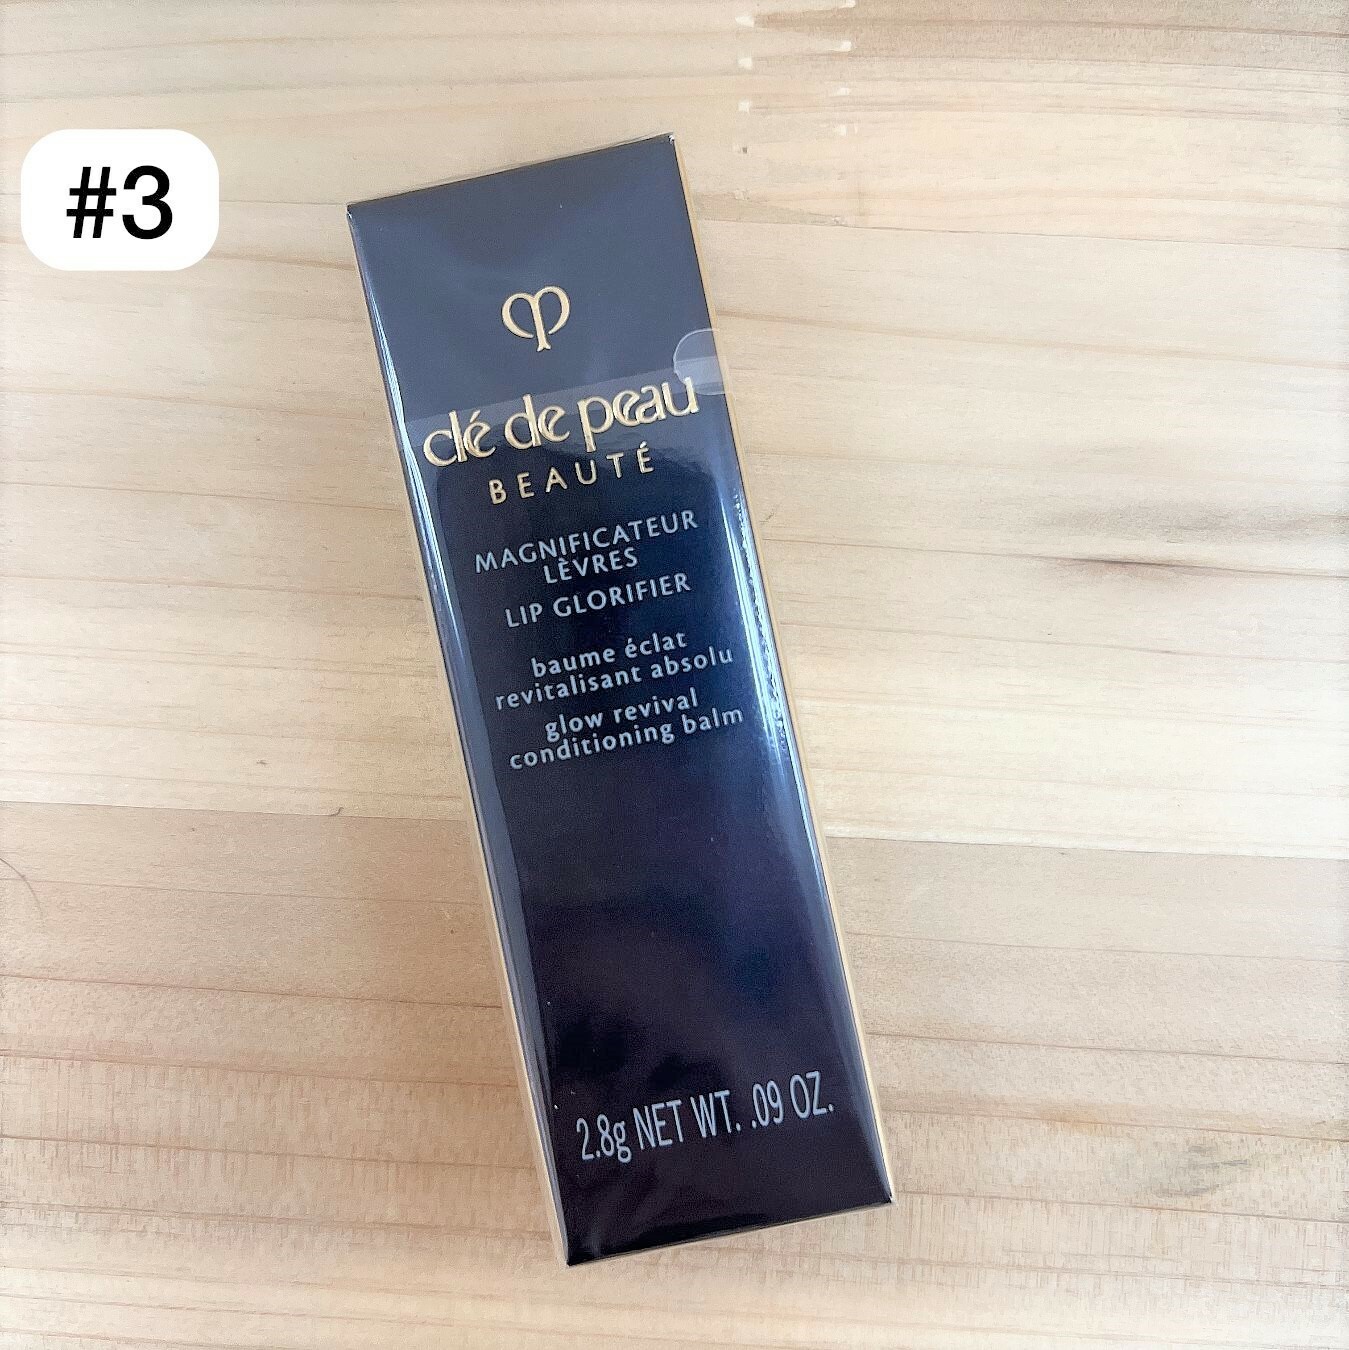 #3
clé de peau
BEAUTÉ
MAGNIFICATEUR
LÈVRES
LIP GLORIFIER
baume éclat
revitalisant absolu
glow revival
conditioning balm
2.8g NET WT. .09 OZ.